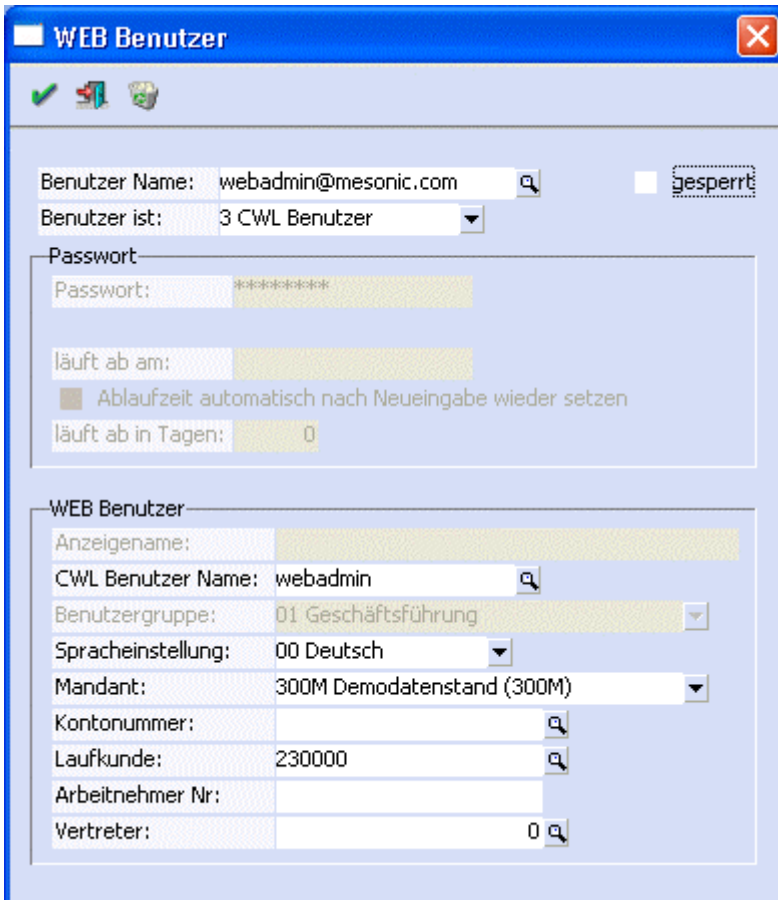 WEB Benutzer
Benutzer Name: webadmin@mesonic.com gesperrt
Benutzer ist: 3 CWL Benutzer
Passwort
Passwort: ********
läuft ab am:
Ablaufzeit automatisch nach Neueingabe wieder setzen
läuft ab in Tagen: 0
WEB Benutzer
Anzeigename:
CWL Benutzer Name: webadmin
Benutzergruppe: 01 Geschäftsführung
Spracheinstellung: 00 Deutsch
Mandant: 300M Demodatenstand (300M)
Kontonummer:
Laufkunde: 230000
Arbeitnehmer Nr:
Vertreter: 0